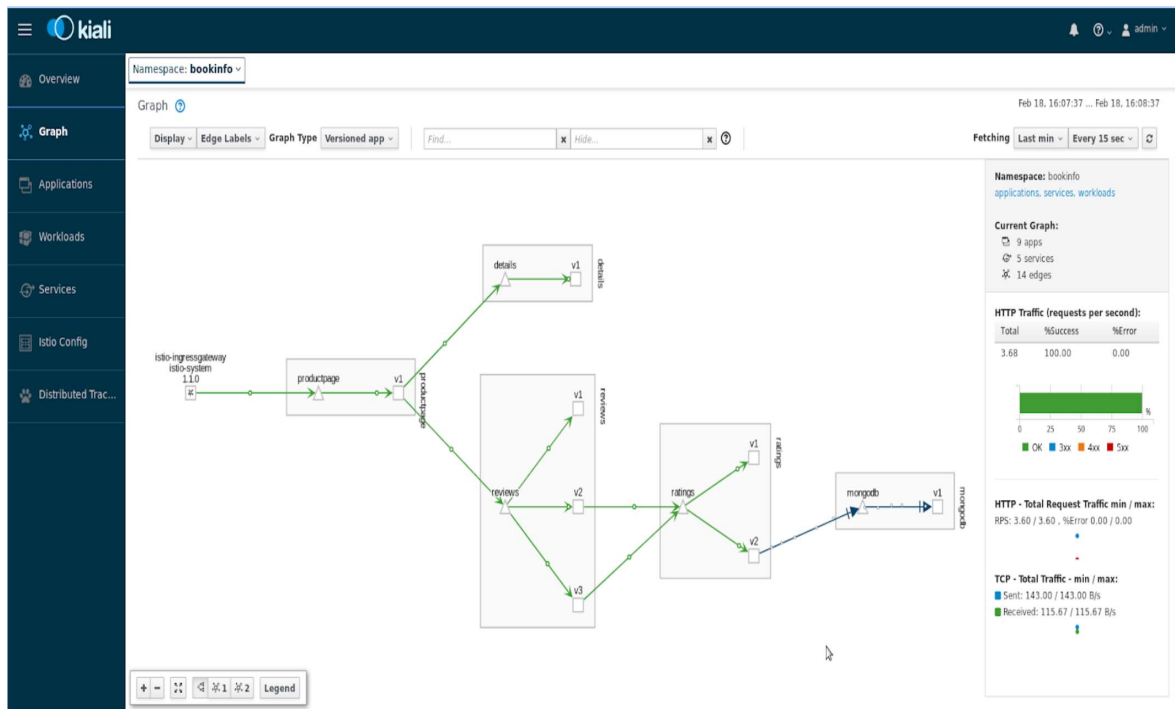 kiali
admin
Overview
Graph
Applications
Workloads
Services
Istio Config
Distributed Trac...
Namespace: bookinfo
Graph
Feb 18, 16:07:37 ... Feb 18, 16:08:37
Display Edge Labels Graph Type Versioned app Find... x Hide... x Fetching Last min Every 15 sec
details v1 details
istio-ingressgateway
istio-system
1.1.0
productpage v1 productpage
v1 reviews
reviews v2
v3
v1 ratings
ratings
v2
mongodb v1 mongodb
+ - 1 2 Legend
Namespace: bookinfo
applications, services, workloads
Current Graph:
9 apps
5 services
14 edges
HTTP Traffic (requests per second):
Total %Success %Error
3.68 100.00 0.00
%
0 25 50 75 100
OK 3xx 4xx 5xx
HTTP - Total Request Traffic min / max:
RPS: 3.60 / 3.60 , %Error 0.00 / 0.00
TCP - Total Traffic - min / max:
Sent: 143.00 / 143.00 B/s
Received: 115.67 / 115.67 B/s